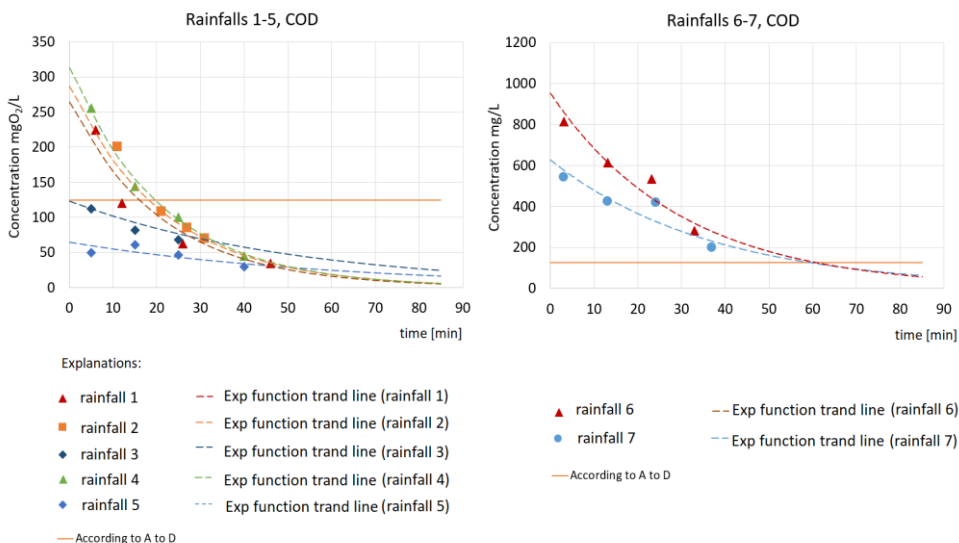 Rainfalls 1-5, COD
Concentration mgO₂/L
350
300
250
200
150
100
50
0
0 10 20 30 40 50 60 70 80 90
time [min]
Rainfalls 6-7, COD
Concentration mg/L
1200
1000
800
600
400
200
0
0 10 20 30 40 50 60 70 80 90
time [min]
Explanations:
rainfall 1 Exp function trand line (rainfall 1)
rainfall 2 Exp function trand line (rainfall 2)
rainfall 3 Exp function trand line (rainfall 3)
rainfall 4 Exp function trand line (rainfall 4)
rainfall 5 Exp function trand line (rainfall 5)
According to A to D
rainfall 6 Exp function trand line (rainfall 6)
rainfall 7 Exp function trand line (rainfall 7)
According to A to D